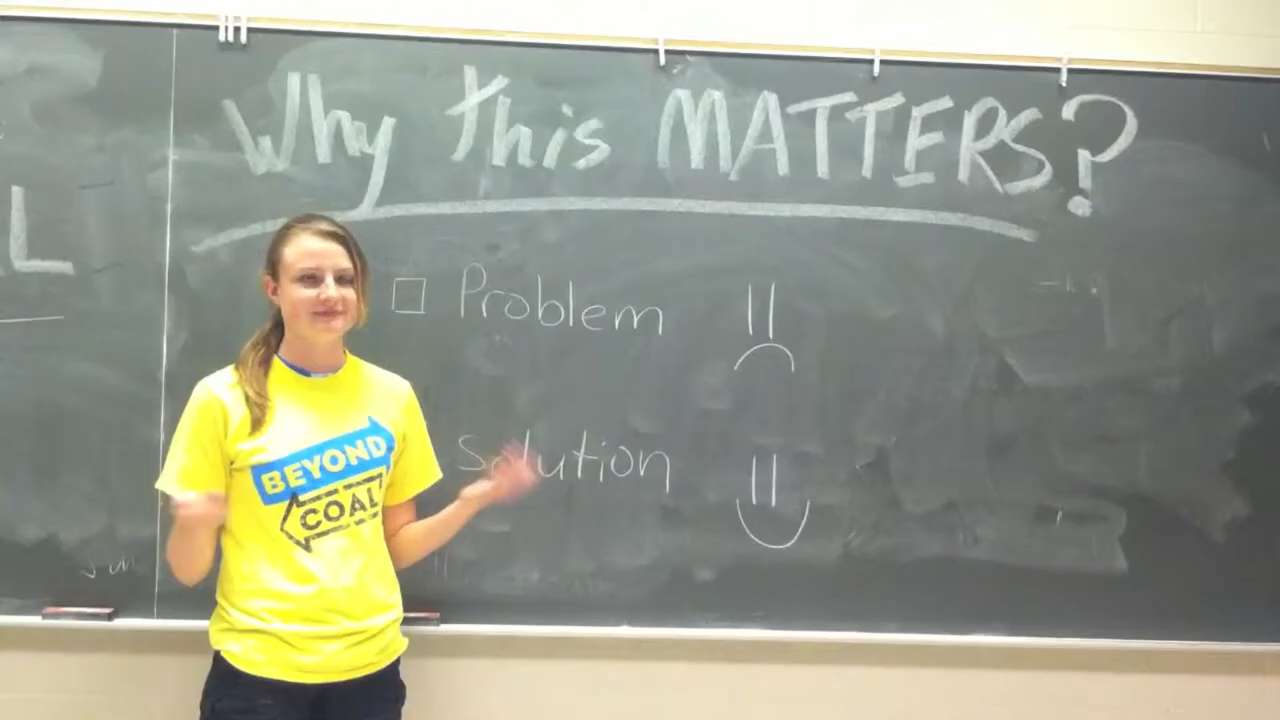 Why this MATTERS?
L
Problem
Solution
BEYOND
COAL